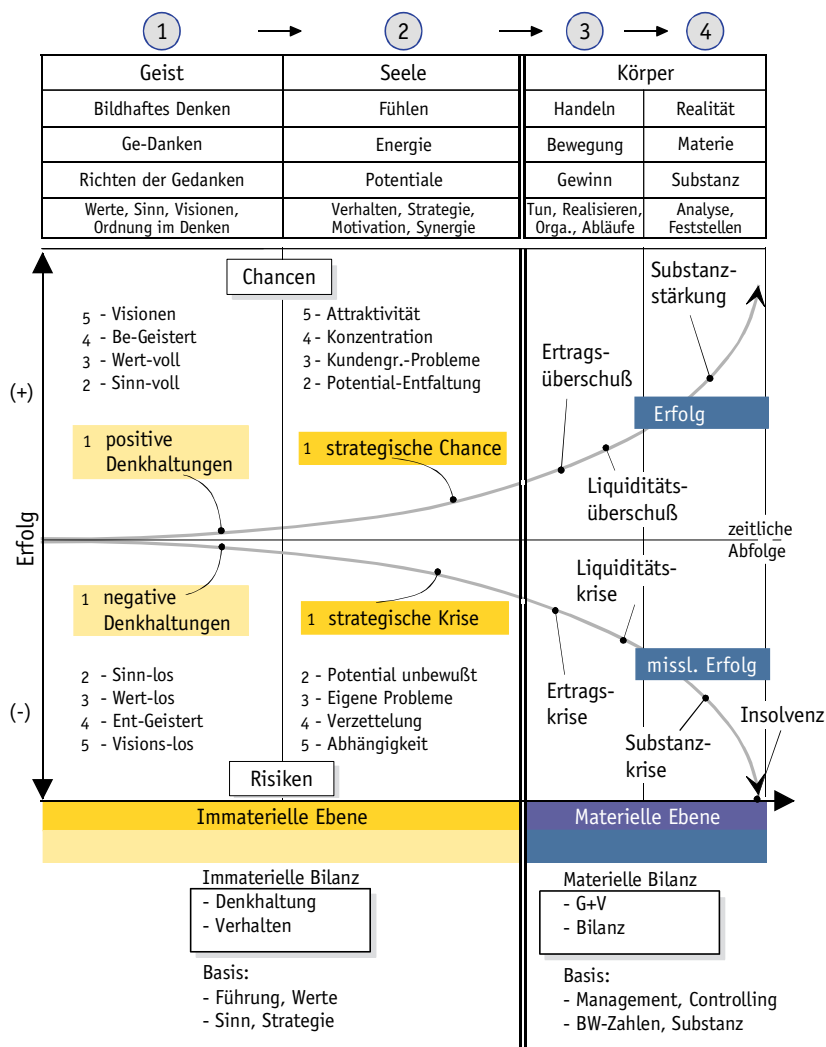 1
2
3
4
Geist
Seele
Körper
Bildhaftes Denken
Fühlen
Handeln
Realität
Ge-Danken
Energie
Bewegung
Materie
Richten der Gedanken
Potentiale
Gewinn
Substanz
Werte, Sinn, Visionen,
Ordnung im Denken
Verhalten, Strategie,
Motivation, Synergie
Tun, Realisieren,
Orga., Abläufe
Analyse,
Feststellen
Chancen
5 - Visionen
4 - Be-Geistert
3 - Wert-voll
2 - Sinn-voll
5 - Attraktivität
4 - Konzentration
3 - Kundengr.-Probleme
2 - Potential-Entfaltung
Substanz-
stärkung
Ertrags-
überschuß
(+)
Erfolg
1 positive
Denkhaltungen
1 strategische Chance
Liquiditäts-
überschuß
Erfolg
zeitliche
Abfolge
1 negative
Denkhaltungen
1 strategische Krise
Liquiditäts-
krise
missl. Erfolg
(-)
2 - Sinn-los
3 - Wert-los
4 - Ent-Geistert
5 - Visions-los
2 - Potential unbewußt
3 - Eigene Probleme
4 - Verzettelung
5 - Abhängigkeit
Ertrags-
krise
Substanz-
krise
Insolvenz
Risiken
Immaterielle Ebene
Materielle Ebene
Immaterielle Bilanz
- Denkhaltung
- Verhalten
Basis:
- Führung, Werte
- Sinn, Strategie
Materielle Bilanz
- G+V
- Bilanz
Basis:
- Management, Controlling
- BW-Zahlen, Substanz